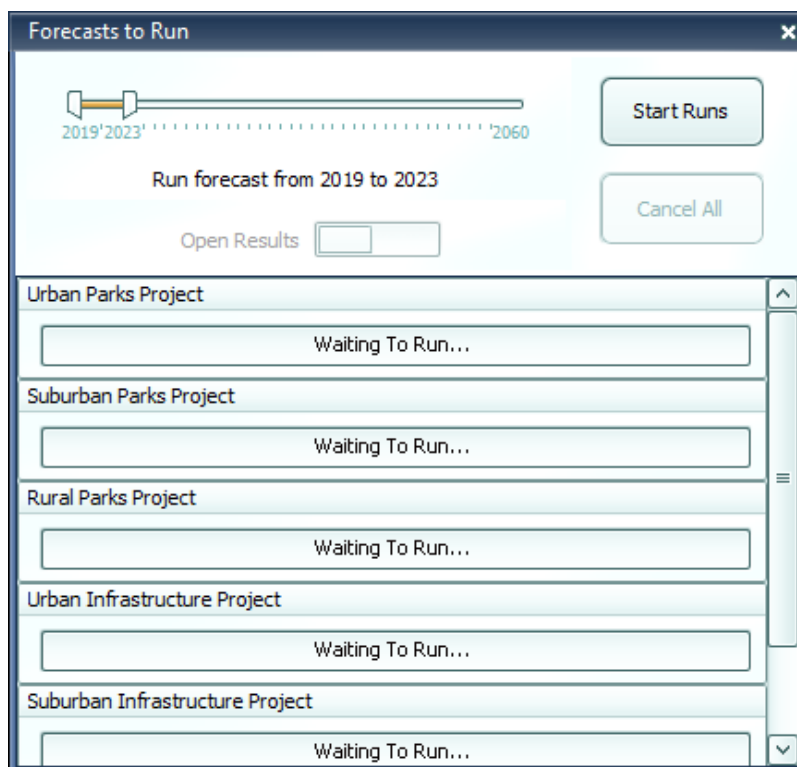 Forecasts to Run
2019 2023 2060
Start Runs
Run forecast from 2019 to 2023
Cancel All
Open Results
Urban Parks Project
Waiting To Run...
Suburban Parks Project
Waiting To Run...
Rural Parks Project
Waiting To Run...
Urban Infrastructure Project
Waiting To Run...
Suburban Infrastructure Project
Waiting To Run...